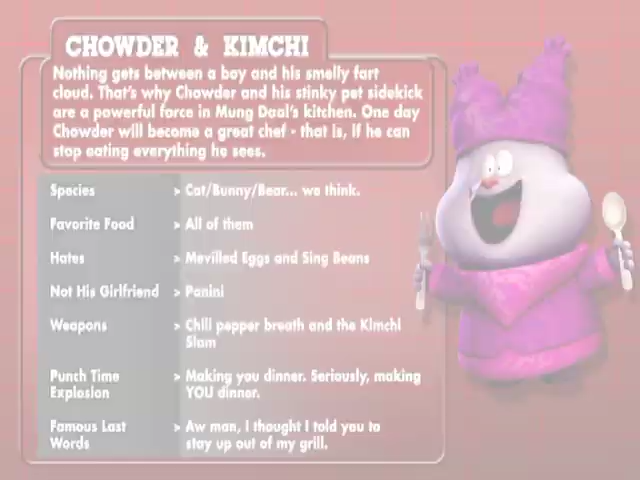 CHOWDER & KIMCHI
Nothing gets between a boy and his smelly fart
cloud. That's why Chowder and his stinky pet sidekick
are a powerful force in Mung Daal's kitchen. One day
Chowder will become a great chef - that is, if he can
stop eating everything he sees.
Species > Cat/Bunny/Bear... we think.
Favorite Food > All of them
Hates > Mevilled Eggs and Sing Beans
Not His Girlfriend > Panini
Weapons > Chili pepper breath and the Kimchi
Slam
Punch Time > Making you dinner. Seriously, making
Explosion YOU dinner.
Famous Last > Aw man, I thought I told you to
Words stay up out of my grill.